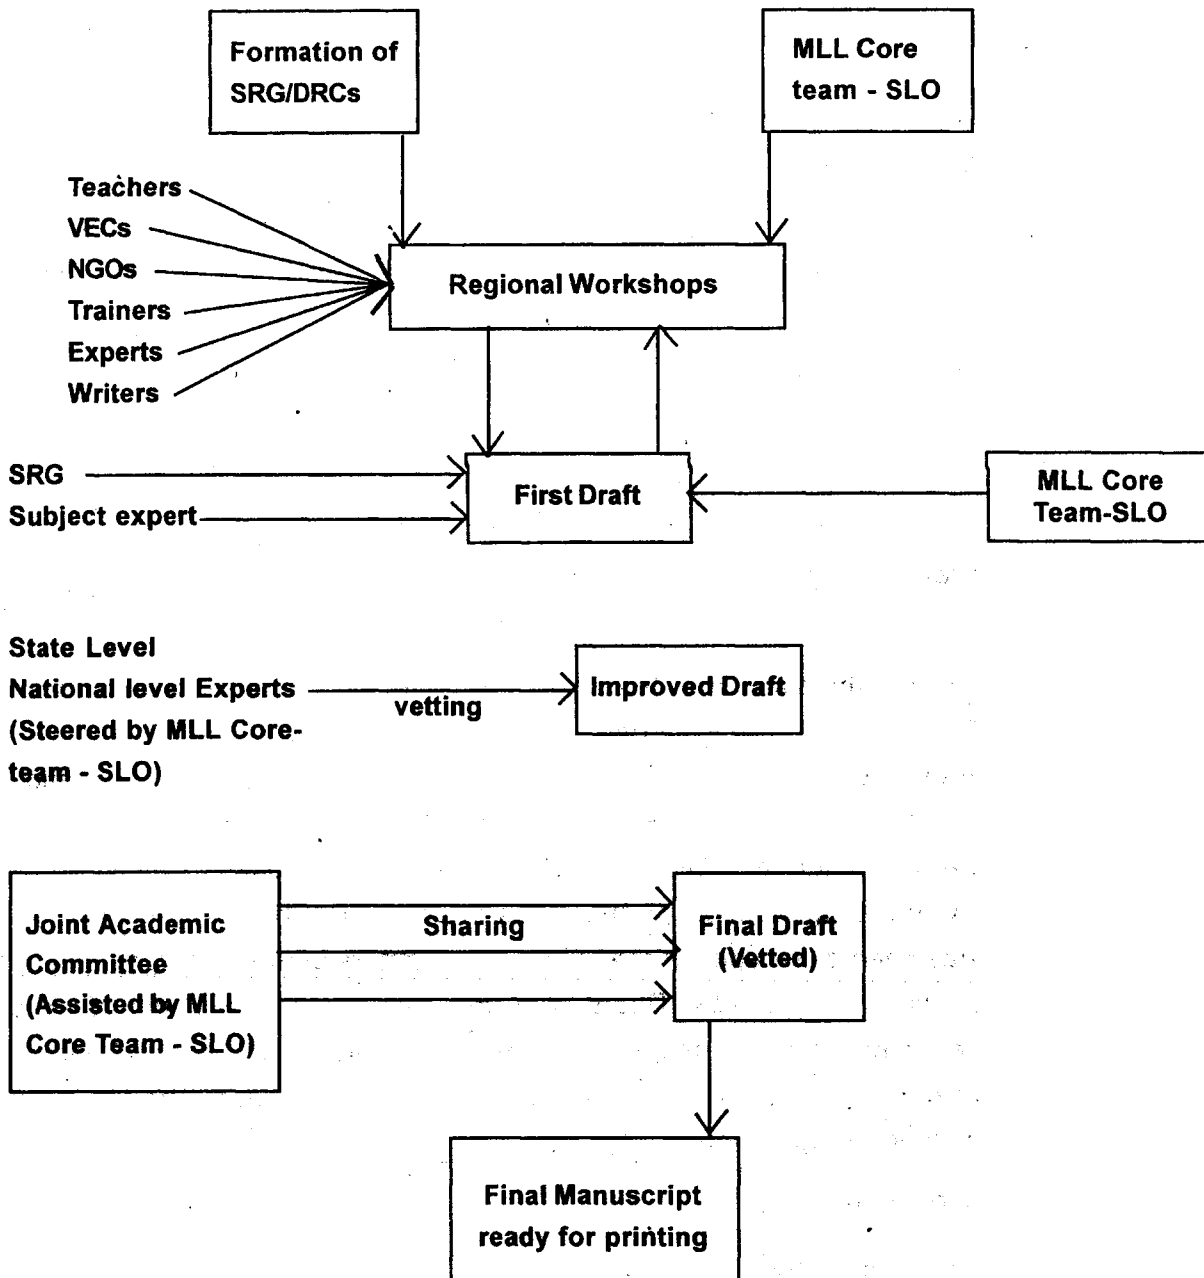 Formation of
SRG/DRCs
MLL Core
team - SLO
Teachers
VECs
NGOs
Trainers
Experts
Writers
Regional Workshops
SRG
Subject expert
First Draft
MLL Core
Team-SLO
State Level
National level Experts
(Steered by MLL Core-
team - SLO)
vetting
Improved Draft
Joint Academic
Committee
(Assisted by MLL
Core Team - SLO)
Sharing
Final Draft
(Vetted)
Final Manuscript
ready for printing